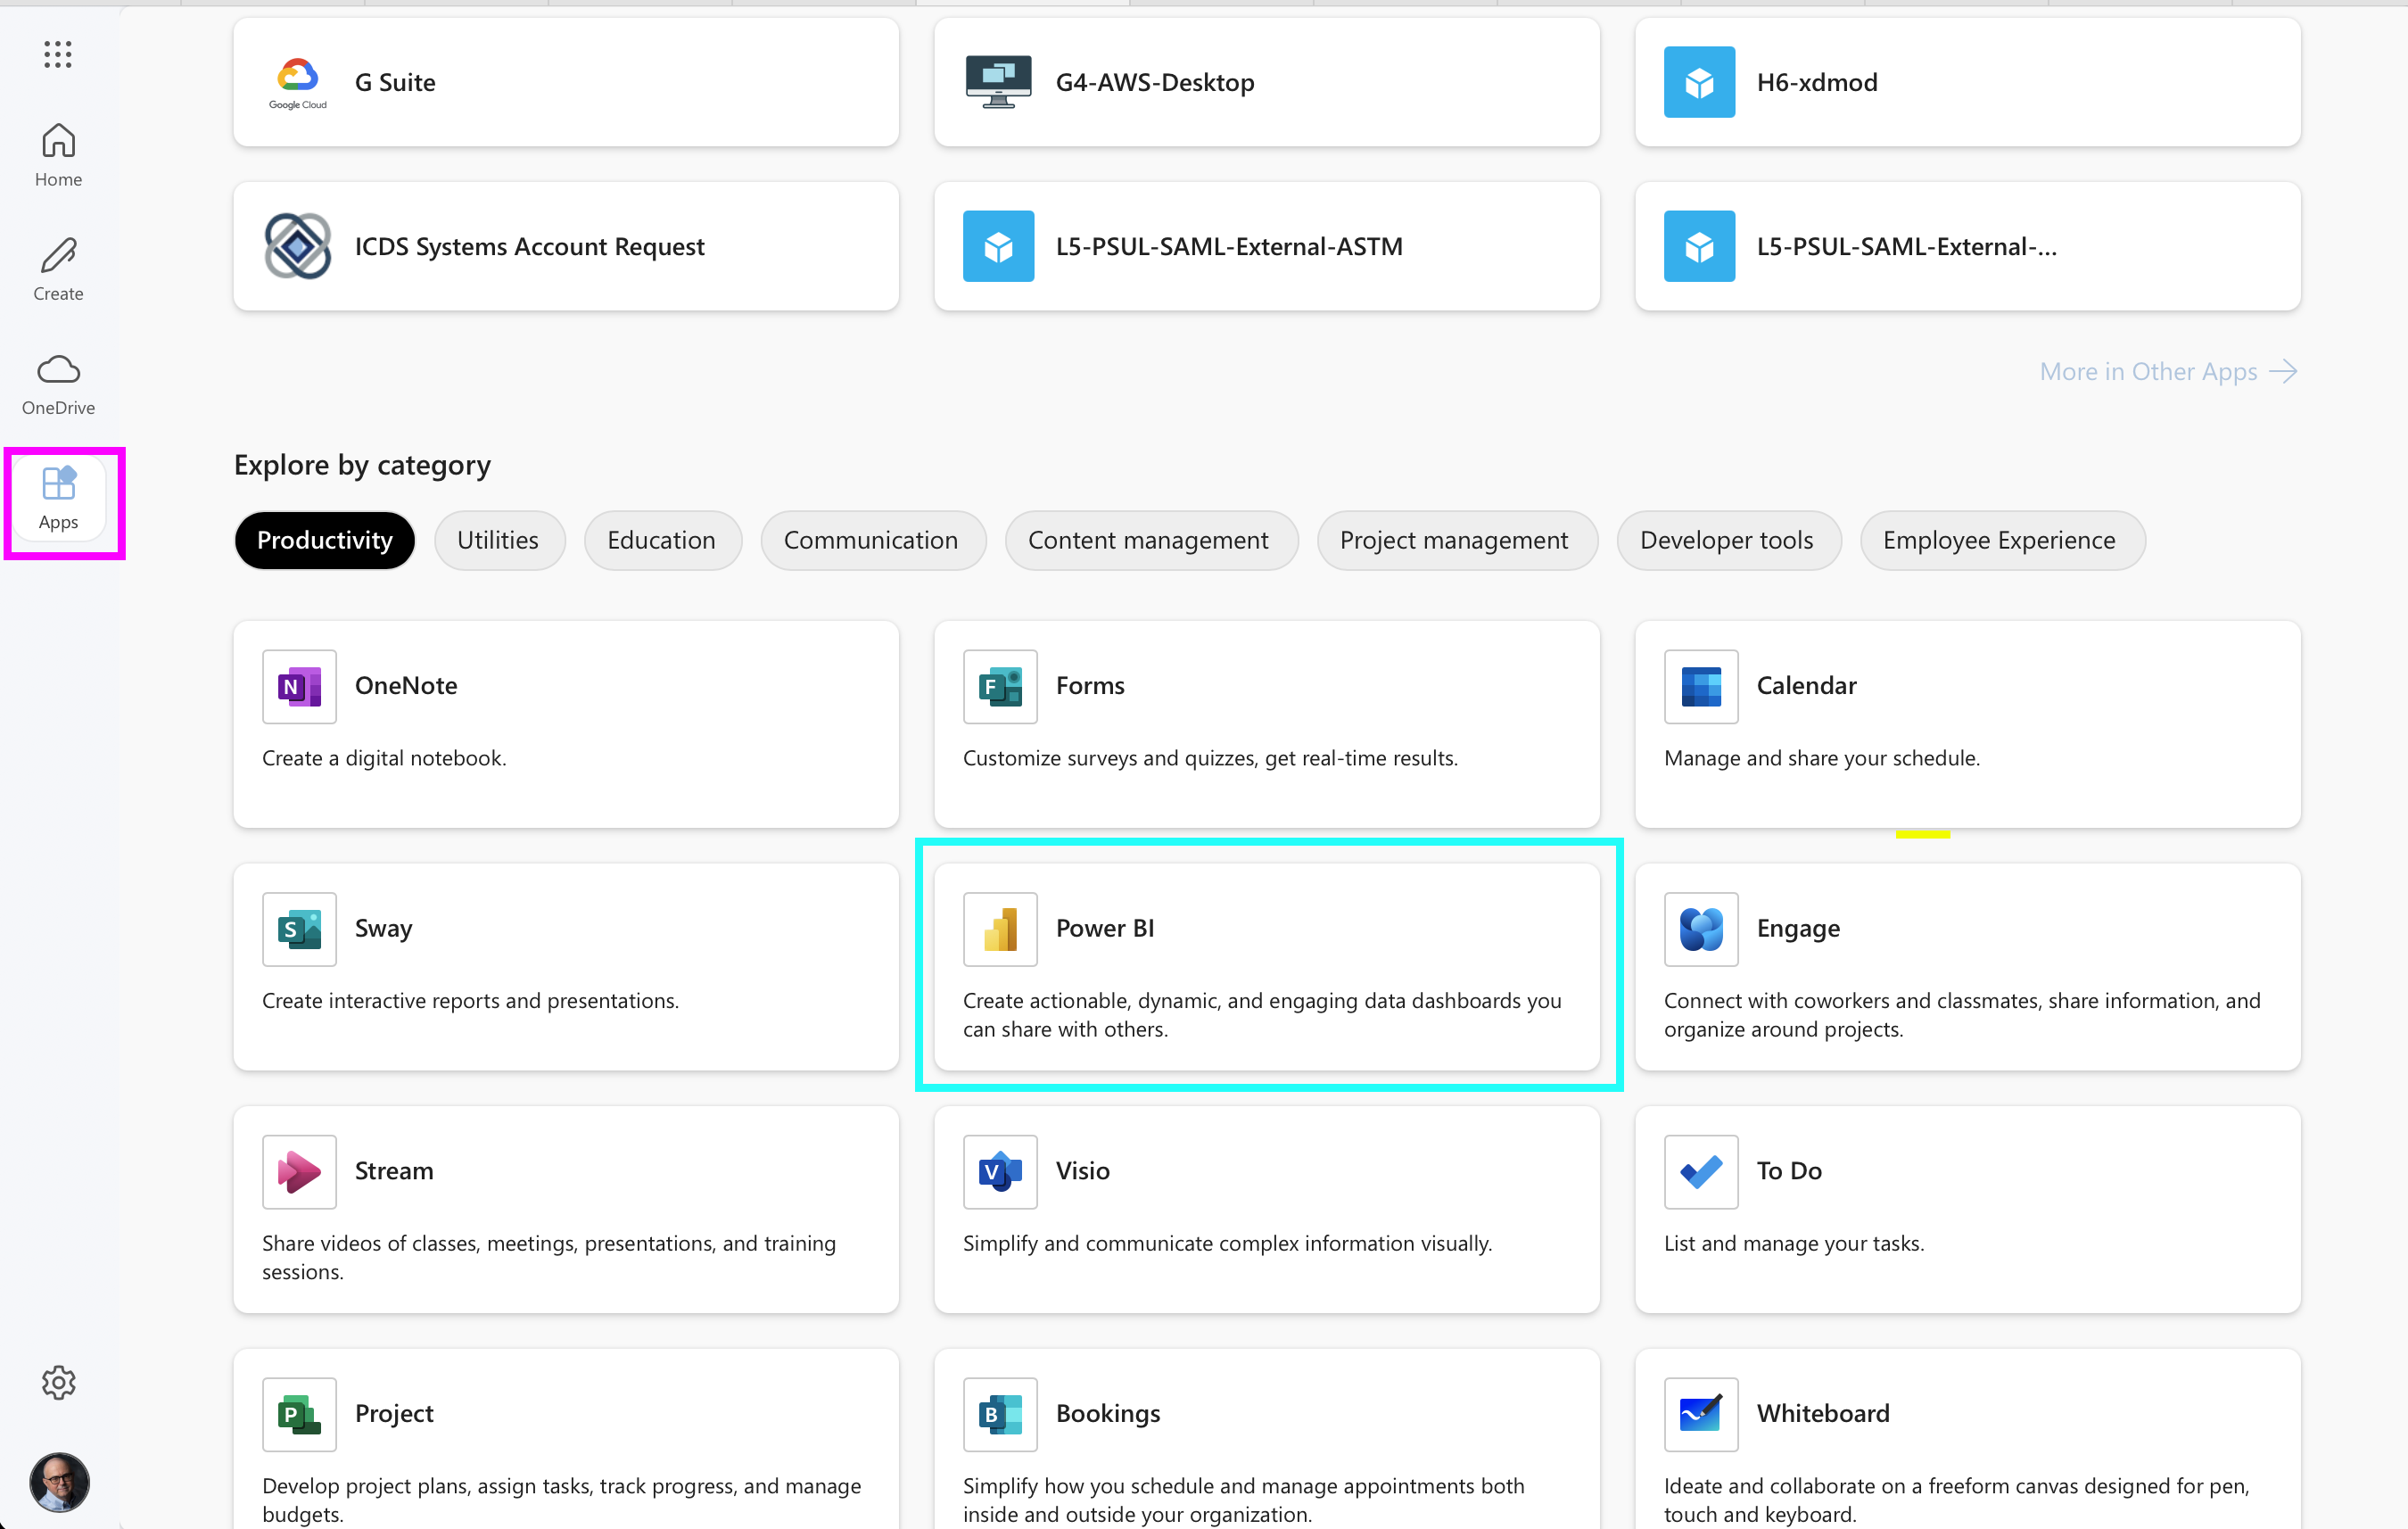 Google Cloud
G Suite
G4-AWS-Desktop
H6-xdmod
Home
ICDS Systems Account Request
L5-PSUL-SAML-External-ASTM
L5-PSUL-SAML-External-...
Create
More in Other Apps
OneDrive
Explore by category
Apps
Productivity
Utilities
Education
Communication
Content management
Project management
Developer tools
Employee Experience
N
OneNote
Create a digital notebook.
F
Forms
Customize surveys and quizzes, get real-time results.
Calendar
Manage and share your schedule.
S
Sway
Create interactive reports and presentations.
Power BI
Create actionable, dynamic, and engaging data dashboards you
can share with others.
Engage
Connect with coworkers and classmates, share information, and
organize around projects.
Stream
Share videos of classes, meetings, presentations, and training
sessions.
V
Visio
Simplify and communicate complex information visually.
To Do
List and manage your tasks.
P
Project
Develop project plans, assign tasks, track progress, and manage
budgets.
B
Bookings
Simplify how you schedule and manage appointments both
inside and outside your organization.
Whiteboard
Ideate and collaborate on a freeform canvas designed for pen,
touch and keyboard.